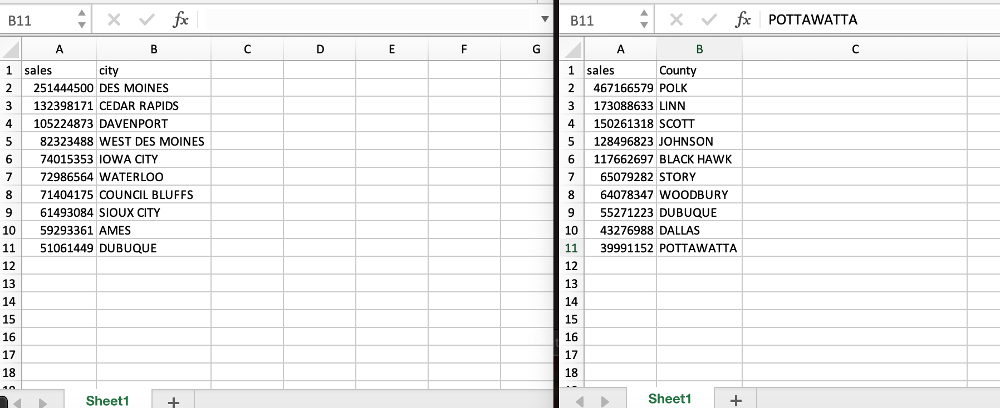 B11 fx
A B C D E F G
1 sales city
2 251444500 DES MOINES
3 132398171 CEDAR RAPIDS
4 105224873 DAVENPORT
5 82323488 WEST DES MOINES
6 74015353 IOWA CITY
7 72986564 WATERLOO
8 71404175 COUNCIL BLUFFS
9 61493084 SIOUX CITY
10 59293361 AMES
11 51061449 DUBUQUE
12
13
14
15
16
17
18
Sheet1 +
B11 fx POTTAWATTA
A B C
1 sales County
2 467166579 POLK
3 173088633 LINN
4 150261318 SCOTT
5 128496823 JOHNSON
6 117662697 BLACK HAWK
7 65079282 STORY
8 64078347 WOODBURY
9 55271223 DUBUQUE
10 43276988 DALLAS
11 39991152 POTTAWATTA
12
13
14
15
16
17
18
Sheet1 +